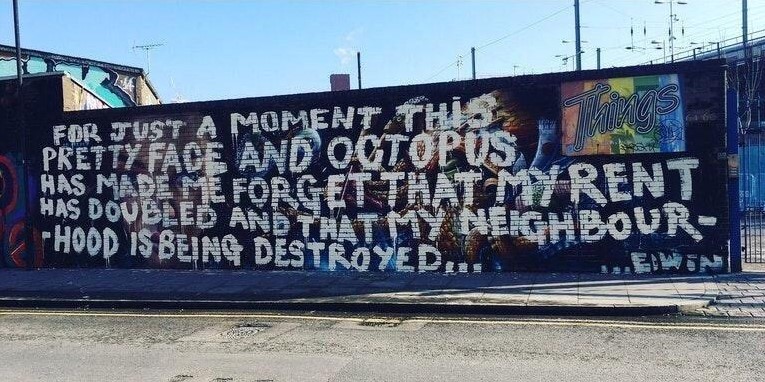 Things
FOR JUST A MOMENT THIS
PRETTY FACE AND OCTOPUS,
HAS MADE ME FORGET THAT MY RENT
HAS DOUBLED AND THAT MY NEIGHBOUR-
-HOOD IS BEING DESTROYED...
...EDWIN